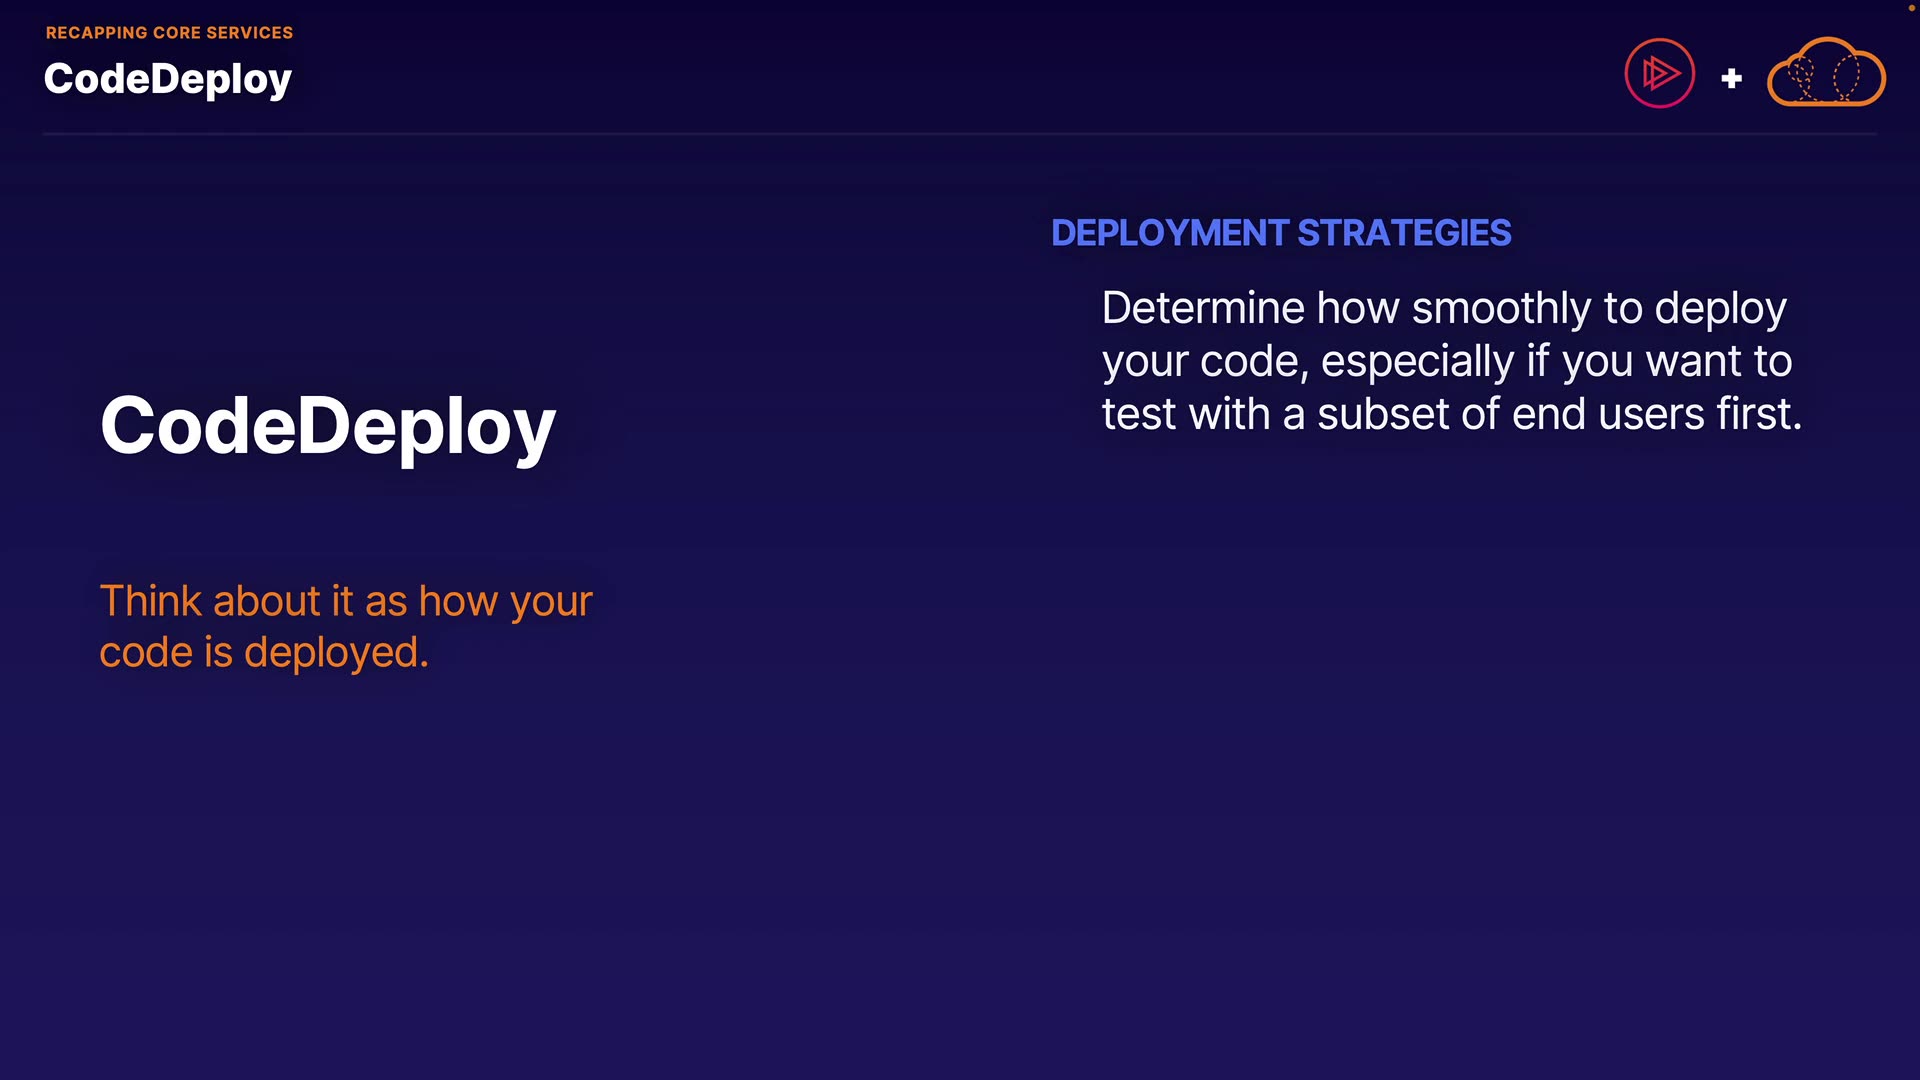 RECAPPING CORE SERVICES
CodeDeploy
+
CodeDeploy
Think about it as how your
code is deployed.
DEPLOYMENT STRATEGIES
Determine how smoothly to deploy
your code, especially if you want to
test with a subset of end users first.